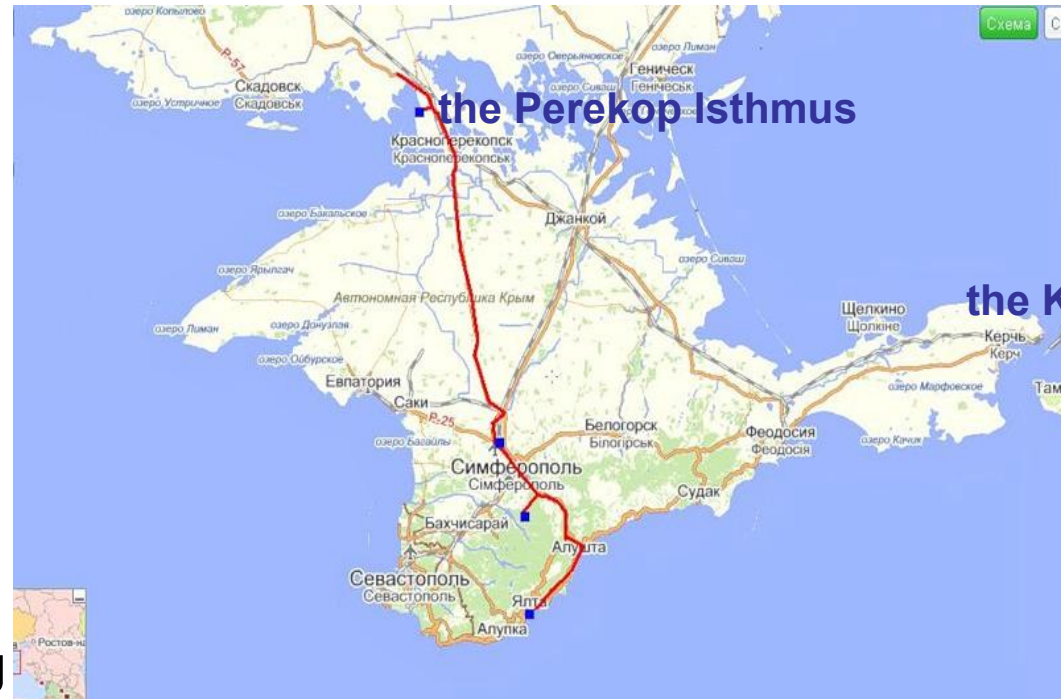 озеро Копылово
Схема
С
P-57
озеро Оверьяновское
озеро Лиман
Геническ
Генічеськ
Скадовск
Скадовськ
озеро Устричное
озеро Сиваш
the Perekop Isthmus
Красноперекопск
Красноперекопськ
озеро Бакальское
Джанкой
озеро Сиваш
озеро Ярылгач
Автономная Республика Крым
the K
Щелкино
Щолкіне
Керчь
Керч
озеро Лиман
озеро Донузлав
озеро Ойбурское
Евпатория
Саки
P-25
озеро Марфовское
Там
Белогорск
Білогірськ
Феодосия
Феодосія
озеро Качик
озеро Багайлы
Симферополь
Сімферополь
Судак
Бахчисарай
Алушта
Севастополь
Севастополь
Ялта
Алупка
Ростов-на